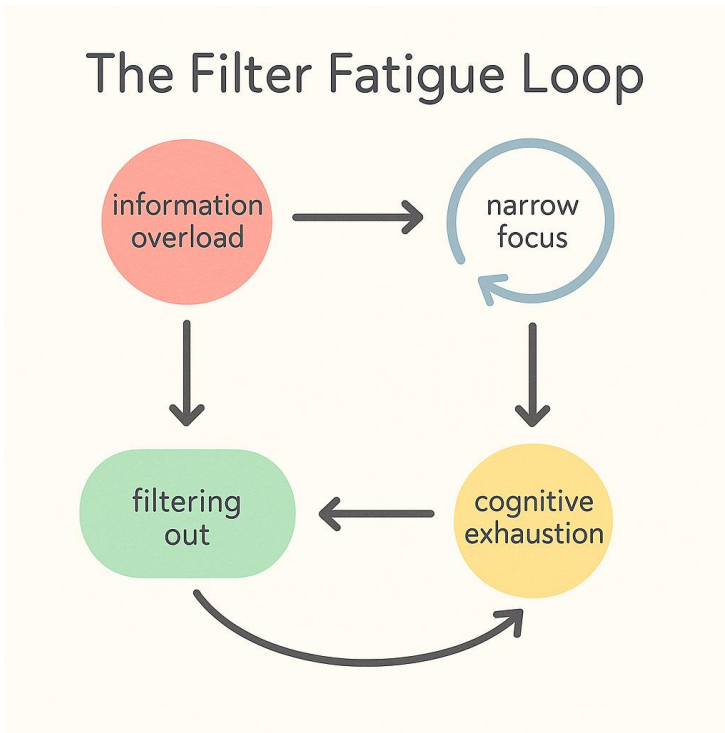 The Filter Fatigue Loop
information
overload
narrow
focus
filtering
out
cognitive
exhaustion